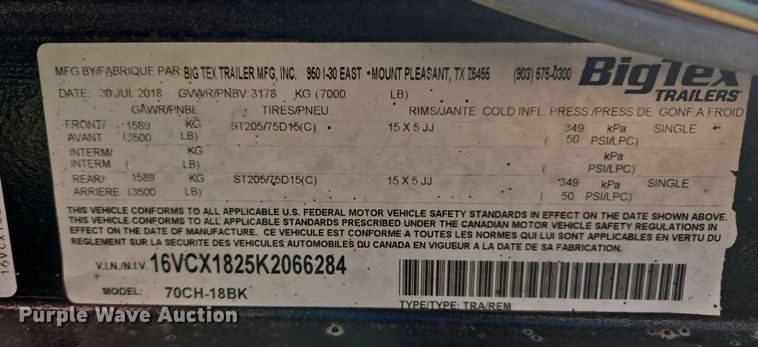 MFG BY/FABRIQUE PAR: BIG TEX TRAILER MFG, INC. 950 I-30 EAST • MOUNT PLEASANT, TX 75455 (903) 575-0300
BigTex
TRAILERS
DATE: 30 JUL 2018 GVWR/PNBV: 3178 KG (7000 LB)
GAWR/PNBL TIRES/PNEU. RIMS/JANTE COLD INFL. PRESS/PRESS DE GONF.A FROID
FRONT/ 1589 KG ST205/75D15(C) 15 X 5 JJ 349 kPa SINGLE
AVANT (3500 LB) ( 50 PSI/LPC)
INTERM/ KG kPa
INTERM. ( LB) ( PSI/LPC)
REAR/ 1589 KG ST205/75D15(C) 15 X 5 JJ 349 kPa SINGLE
ARRIERE (3500 LB) ( 50 PSI/LPC)
THIS VEHICLE CONFORMS TO ALL APPLICABLE U.S. FEDERAL MOTOR VEHICLE SAFETY STANDARDS IN EFFECT ON THE DATE SHOWN ABOVE.
THIS VEHICLE CONFORMS TO ALL APPLICABLE STANDARDS PRESCRIBED UNDER THE CANADIAN MOTOR VEHICLE SAFETY REGULATIONS IN
EFFECT ON THE DATE OF MANUFACTURE. CE VEHICULE EST CONFORME A TOUTES LES NORMES QUI LUI SONT APPLICABLES EN VERTU DU
REGLEMENT SUR LA SECURITE DES VEHICULES AUTOMOBILES DU CANADA EN VIGUEUR A LA DATE DE SA FABRICATION.
V.I.N./N.I.V. 16VCX1825K2066284
MODEL: 70CH-18BK
TYPE/TYPE: TRA/REM
Purple Wave Auction